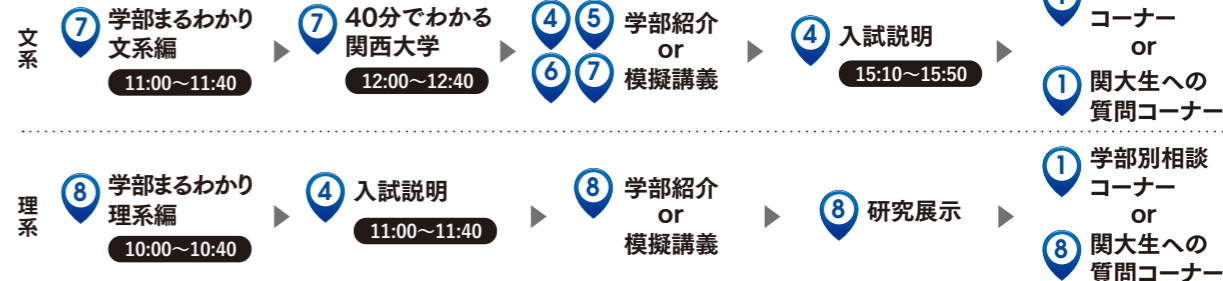 文系
7 学部まるわかり
文系編
11:00～11:40
7 40分でわかる
関西大学
12:00～12:40
4 5 6 7
学部紹介
or
模擬講義
4 入試説明
15:10～15:50
コーナー
or
1 関大生への
質問コーナー
理系
8 学部まるわかり
理系編
10:00～10:40
4 入試説明
11:00～11:40
8 学部紹介
or
模擬講義
8 研究展示
1 学部別相談
コーナー
or
8 関大生への
質問コーナー